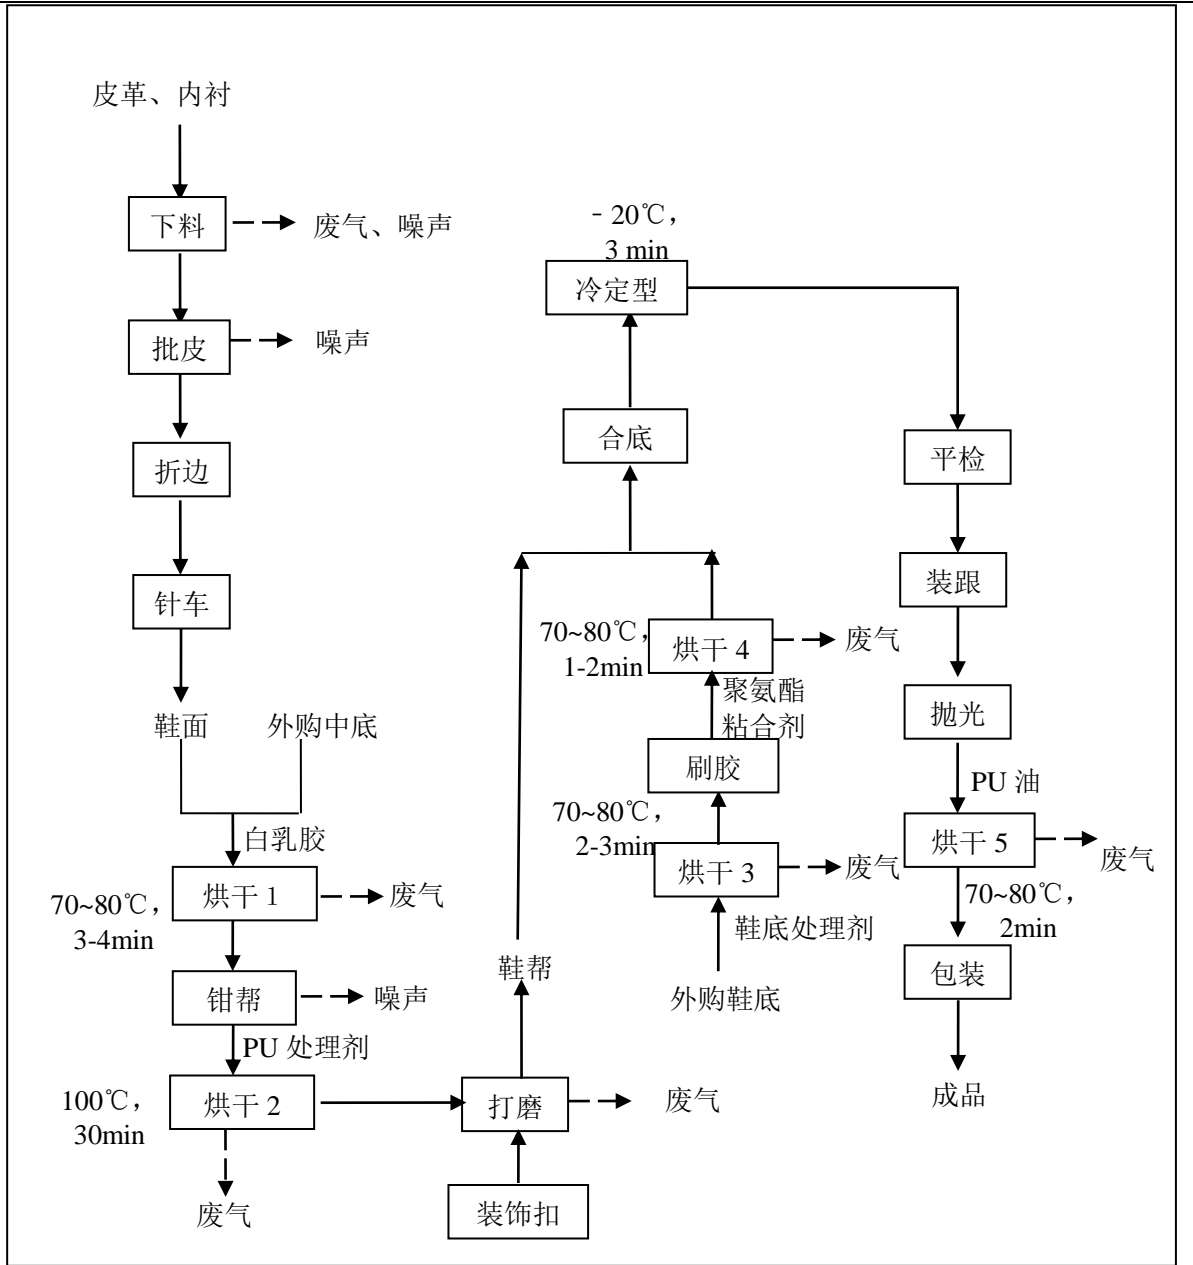 皮革、内衬
下料
废气、噪声
批皮
噪声
折边
针车
鞋面
外购中底
白乳胶
烘干 1
废气
70~80℃，
3-4min
钳帮
噪声
PU 处理剂
烘干 2
100℃，
30min
废气
打磨
废气
装饰扣
鞋帮
外购鞋底
鞋底处理剂
烘干 3
废气
70~80℃，
2-3min
刷胶
聚氨酯
粘合剂
烘干 4
废气
70~80℃，
1-2min
合底
冷定型
﹣20℃，
3 min
平检
装跟
抛光
PU 油
烘干 5
废气
70~80℃，
2min
包装
成品